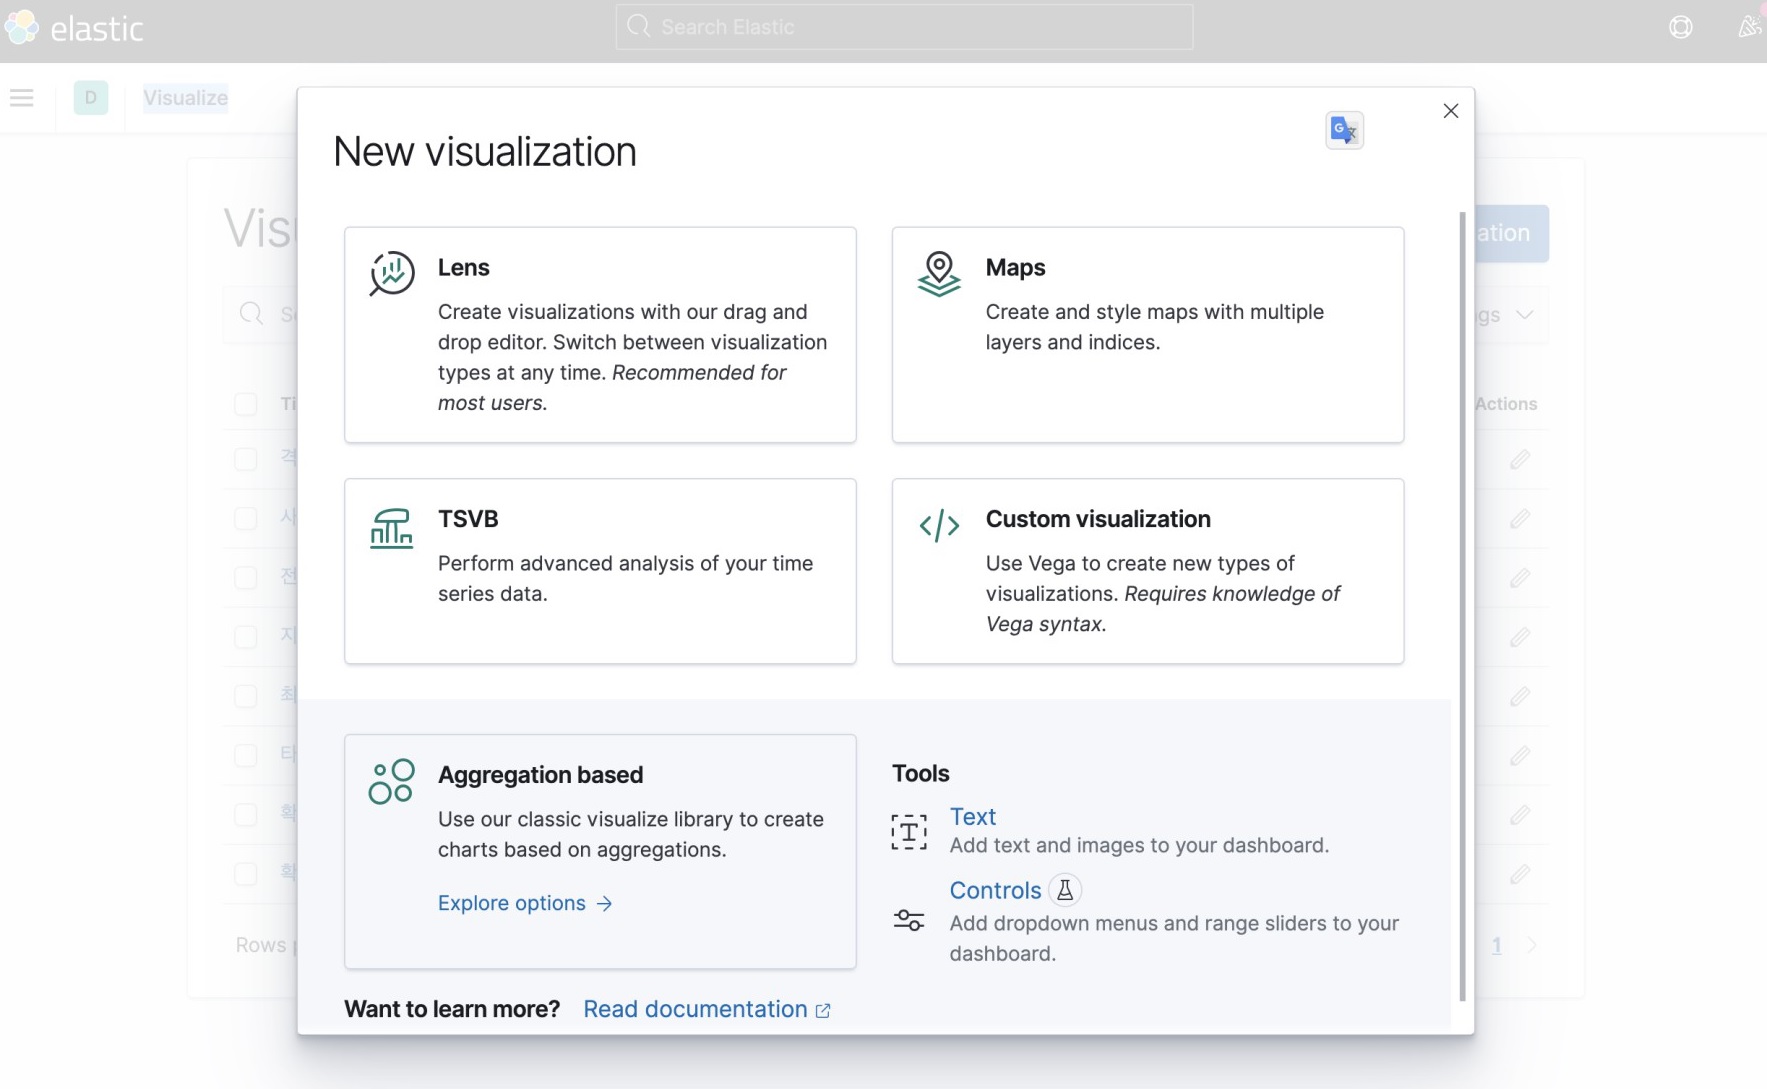 elastic
Search Elastic
D
Visualize
New visualization
Lens
Create visualizations with our drag and
drop editor. Switch between visualization
types at any time. Recommended for
most users.
Maps
Create and style maps with multiple
layers and indices.
TSVB
Perform advanced analysis of your time
series data.
Custom visualization
Use Vega to create new types of
visualizations. Requires knowledge of
Vega syntax.
Aggregation based
Use our classic visualize library to create
charts based on aggregations.
Explore options →
Tools
Text
Add text and images to your dashboard.
Controls
Add dropdown menus and range sliders to your
dashboard.
Want to learn more? Read documentation
Actions
Rows
1